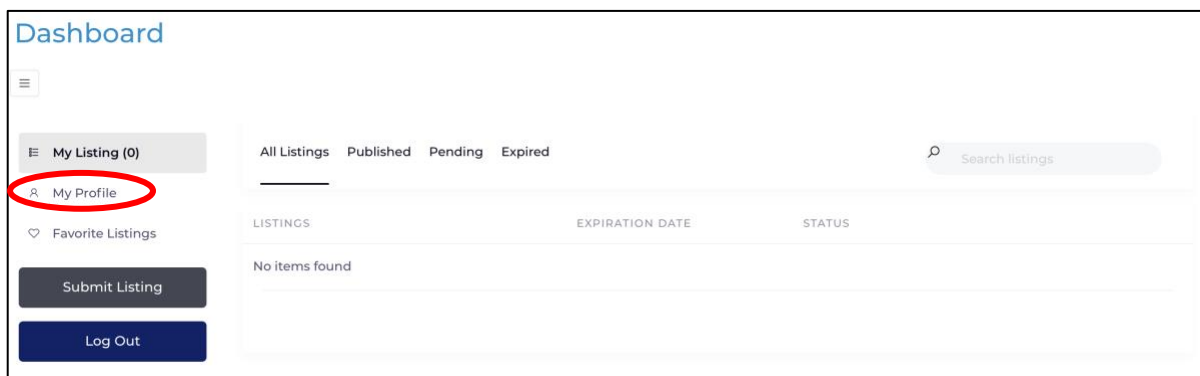 Dashboard
My Listing (0)
My Profile
Favorite Listings
Submit Listing
Log Out
All Listings Published Pending Expired
Search listings
LISTINGS EXPIRATION DATE STATUS
No items found